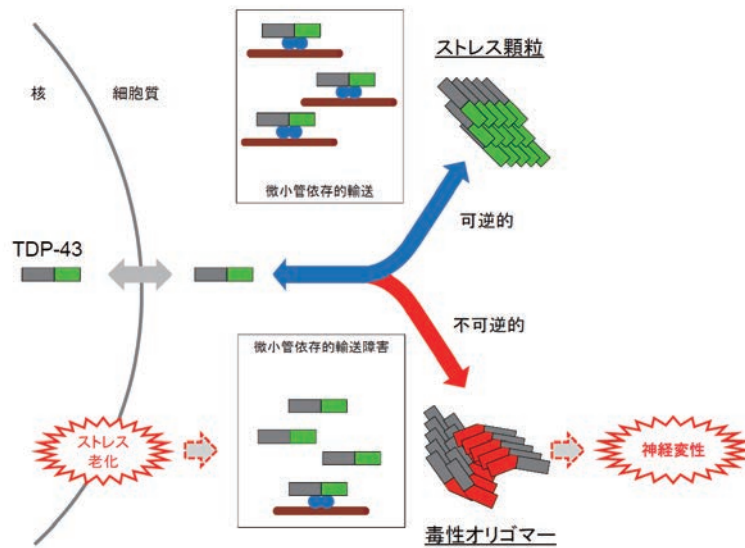 ストレス顆粒
核
細胞質
微小管依存的輸送
可逆的
TDP-43
不可逆的
微小管依存的輸送障害
ストレス
老化
神経変性
毒性オリゴマー